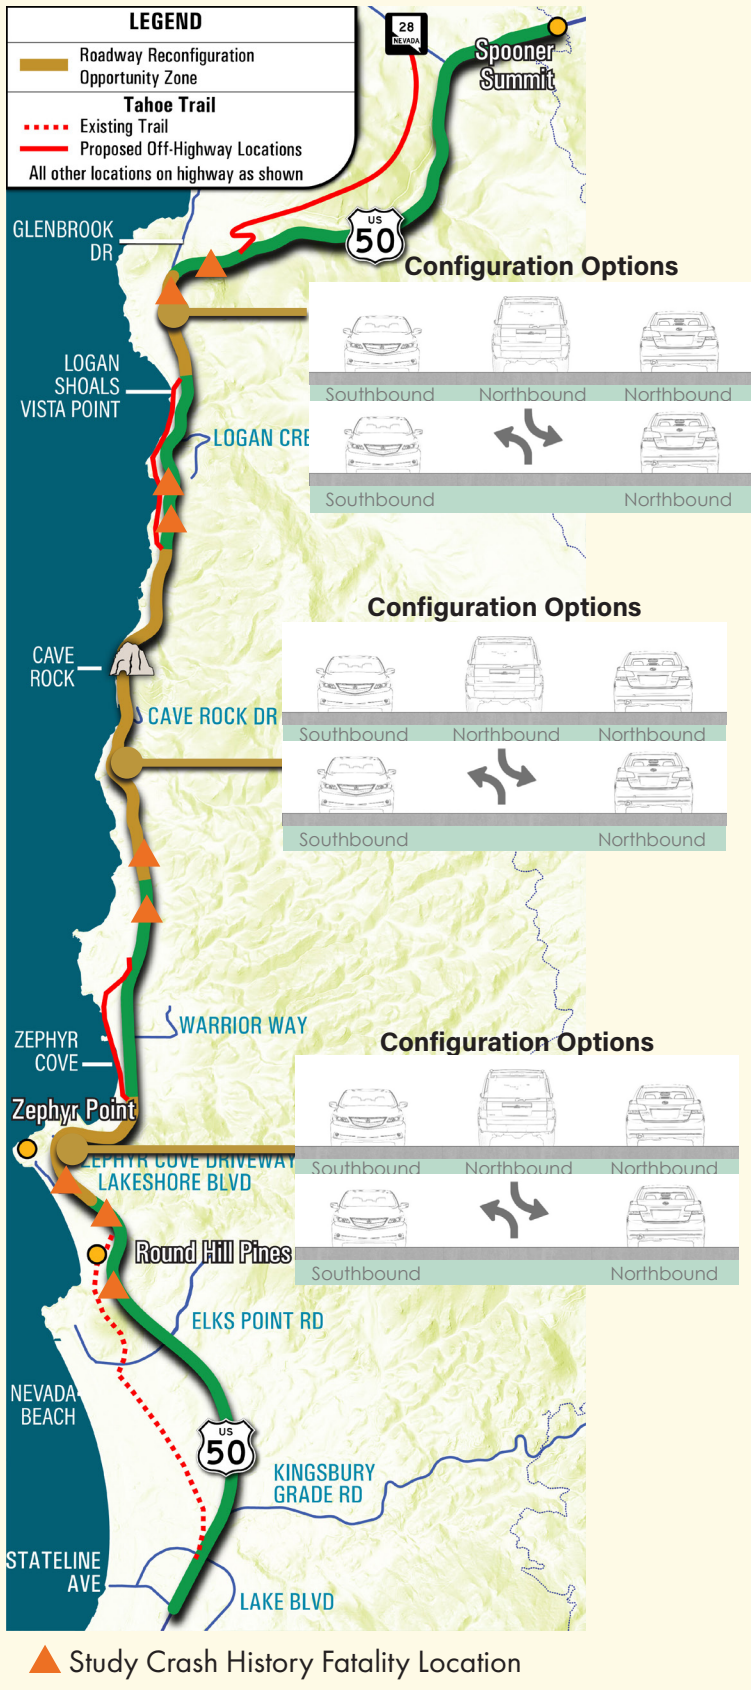 LEGEND
Roadway Reconfiguration
Opportunity Zone
Tahoe Trail
Existing Trail
Proposed Off-Highway Locations
All other locations on highway as shown
28
NEVADA
Spooner
Summit
GLENBROOK
DR
US
50
Configuration Options
Southbound Northbound Northbound
Southbound Northbound
LOGAN
SHOALS
VISTA POINT
LOGAN CRE
Configuration Options
Southbound Northbound Northbound
Southbound Northbound
CAVE
ROCK
CAVE ROCK DR
WARRIOR WAY
ZEPHYR
COVE
Configuration Options
Southbound Northbound Northbound
Southbound Northbound
Zephyr Point
ZEPHYR COVE DRIVEWAY
LAKESHORE BLVD
Round Hill Pines
ELKS POINT RD
NEVADA
BEACH
US
50
KINGSBURY
GRADE RD
STATELINE
AVE
LAKE BLVD
Study Crash History Fatality Location